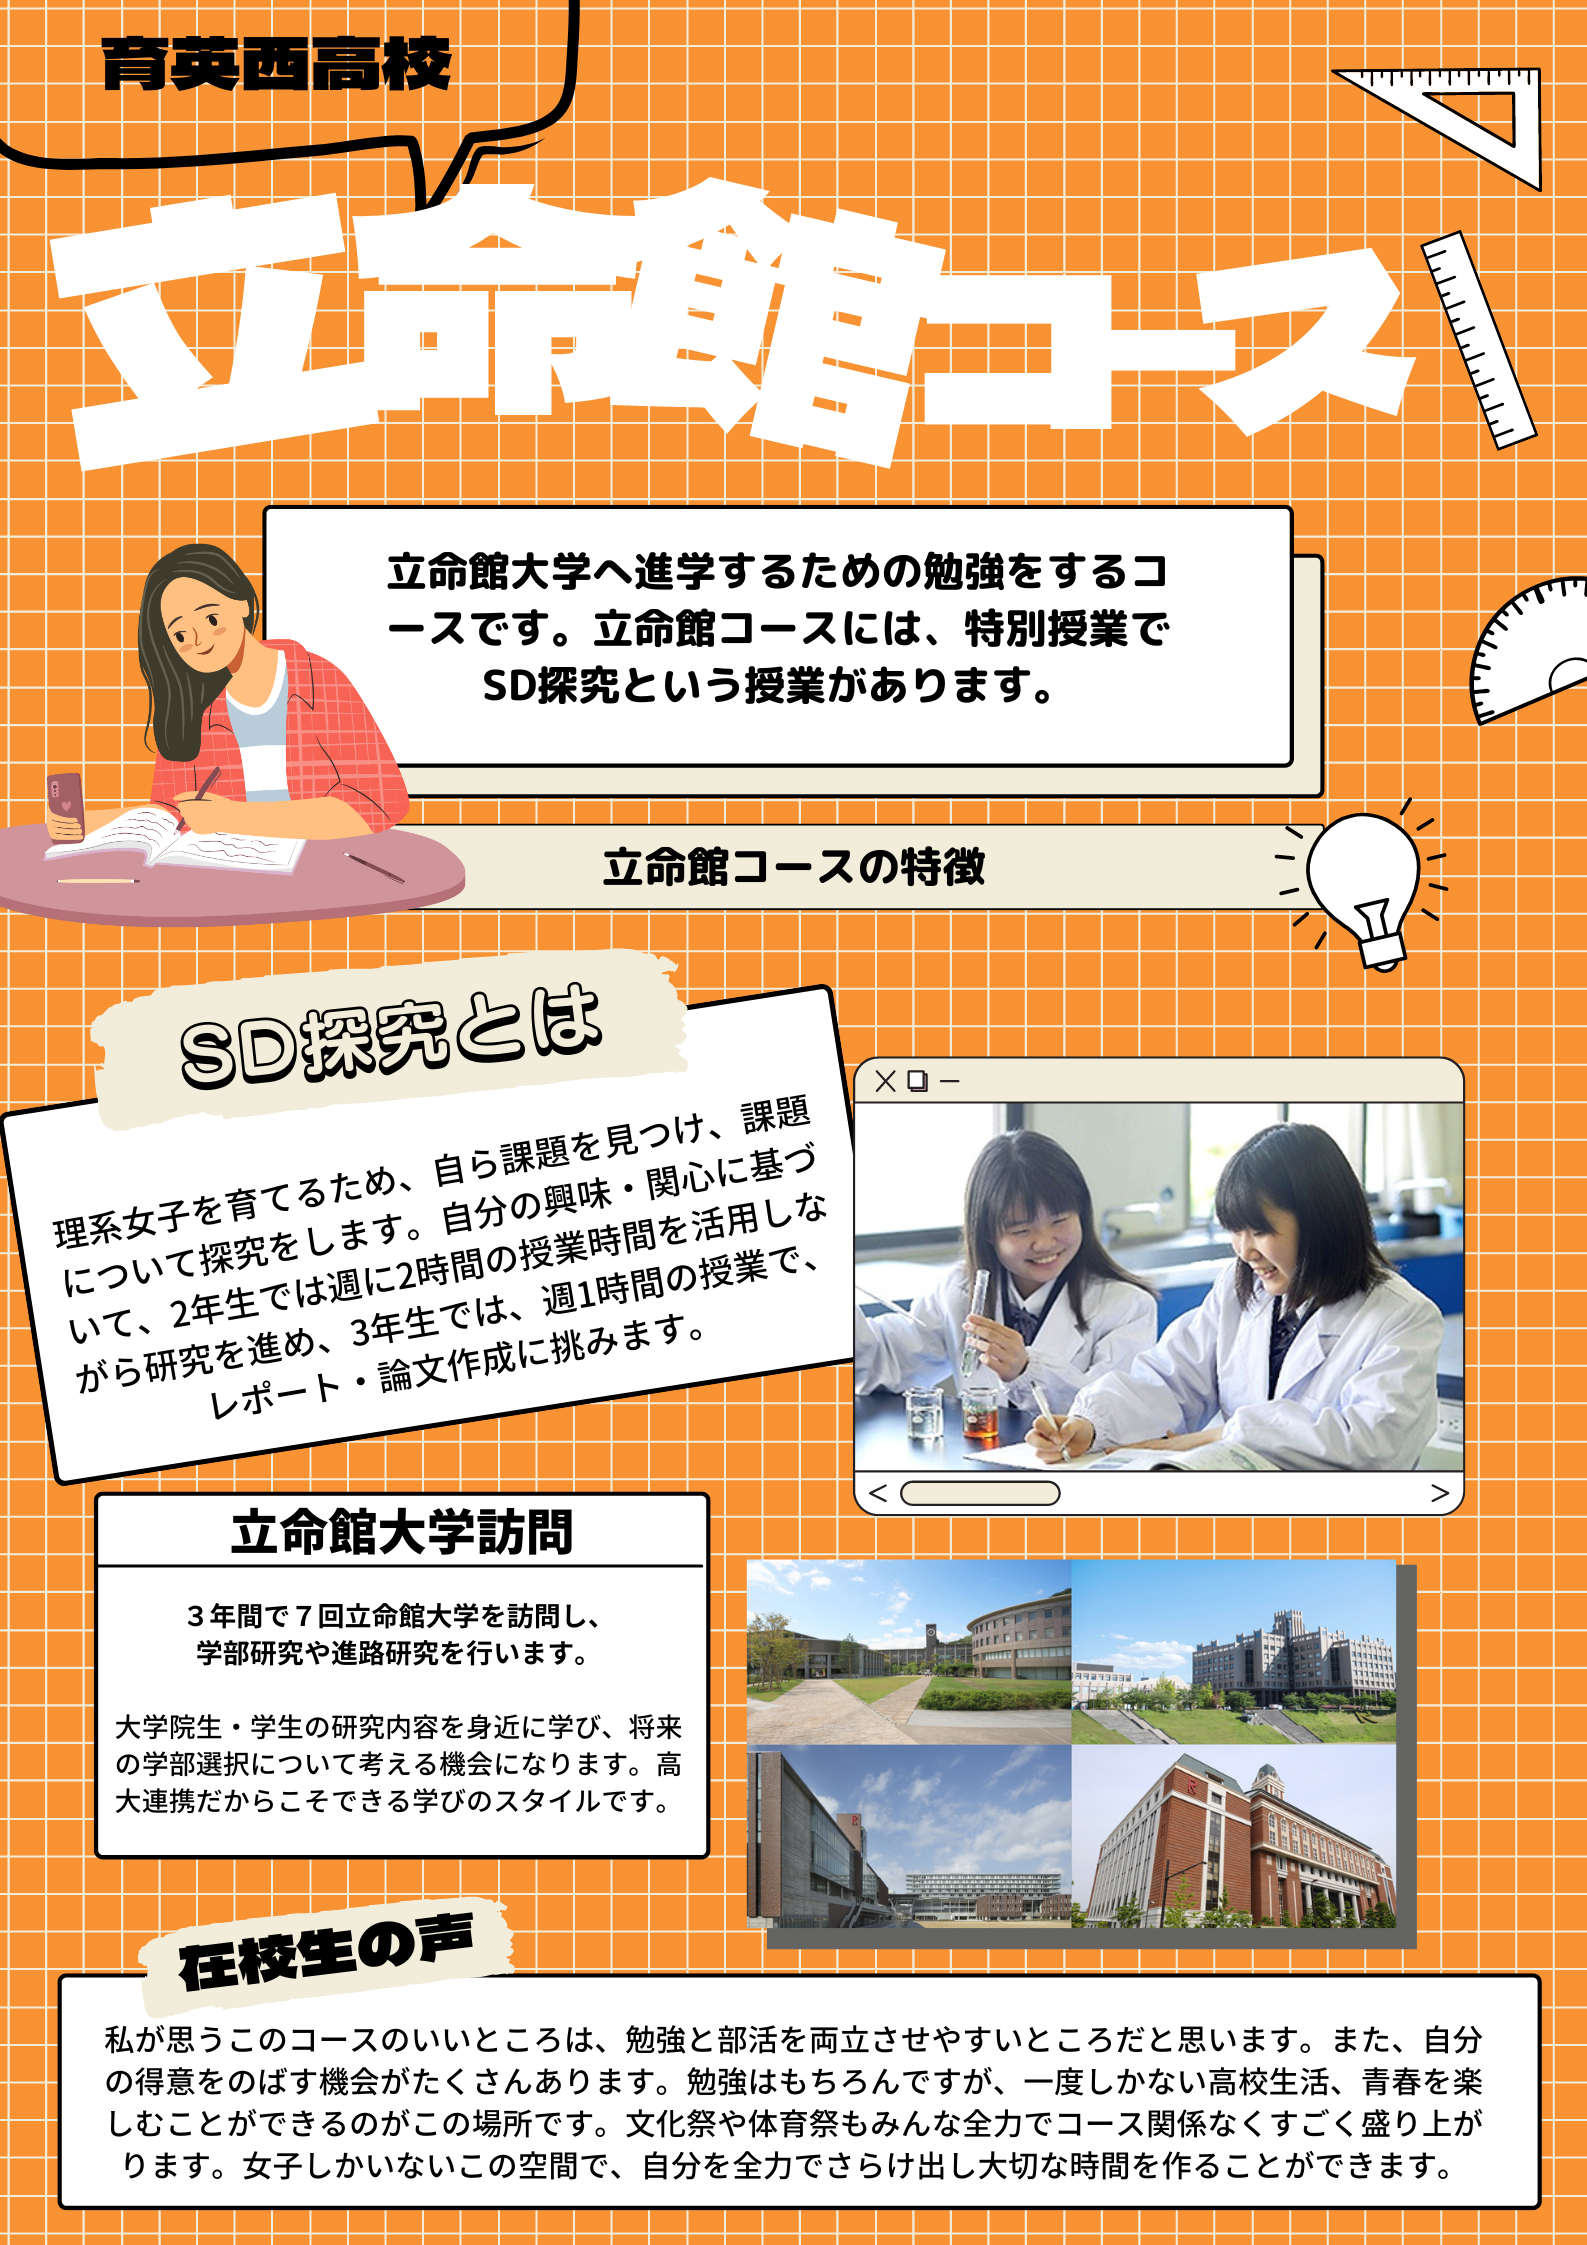 育英西高校
立命館コース
立命館大学へ進学するための勉強をするコ
ースです。立命館コースには、特別授業で
SD探究という授業があります。
立命館コースの特徴
SD探究とは
理系女子を育てるため、自ら課題を見つけ、課題
について探究をします。自分の興味・関心に基づ
いて、2年生では週に2時間の授業時間を活用しな
がら研究を進め、3年生では、週1時間の授業で、
レポート・論文作成に挑みます。
立命館大学訪問
３年間で７回立命館大学を訪問し、
学部研究や進路研究を行います。
大学院生・学生の研究内容を身近に学び、将来
の学部選択について考える機会になります。高
大連携だからこそできる学びのスタイルです。
在校生の声
私が思うこのコースのいいところは、勉強と部活を両立させやすいところだと思います。また、自分
の得意をのばす機会がたくさんあります。勉強はもちろんですが、一度しかない高校生活、青春を楽
しむことができるのがこの場所です。文化祭や体育祭もみんな全力でコース関係なくすごく盛り上が
ります。女子しかいないこの空間で、自分を全力でさらけ出し大切な時間を作ることができます。